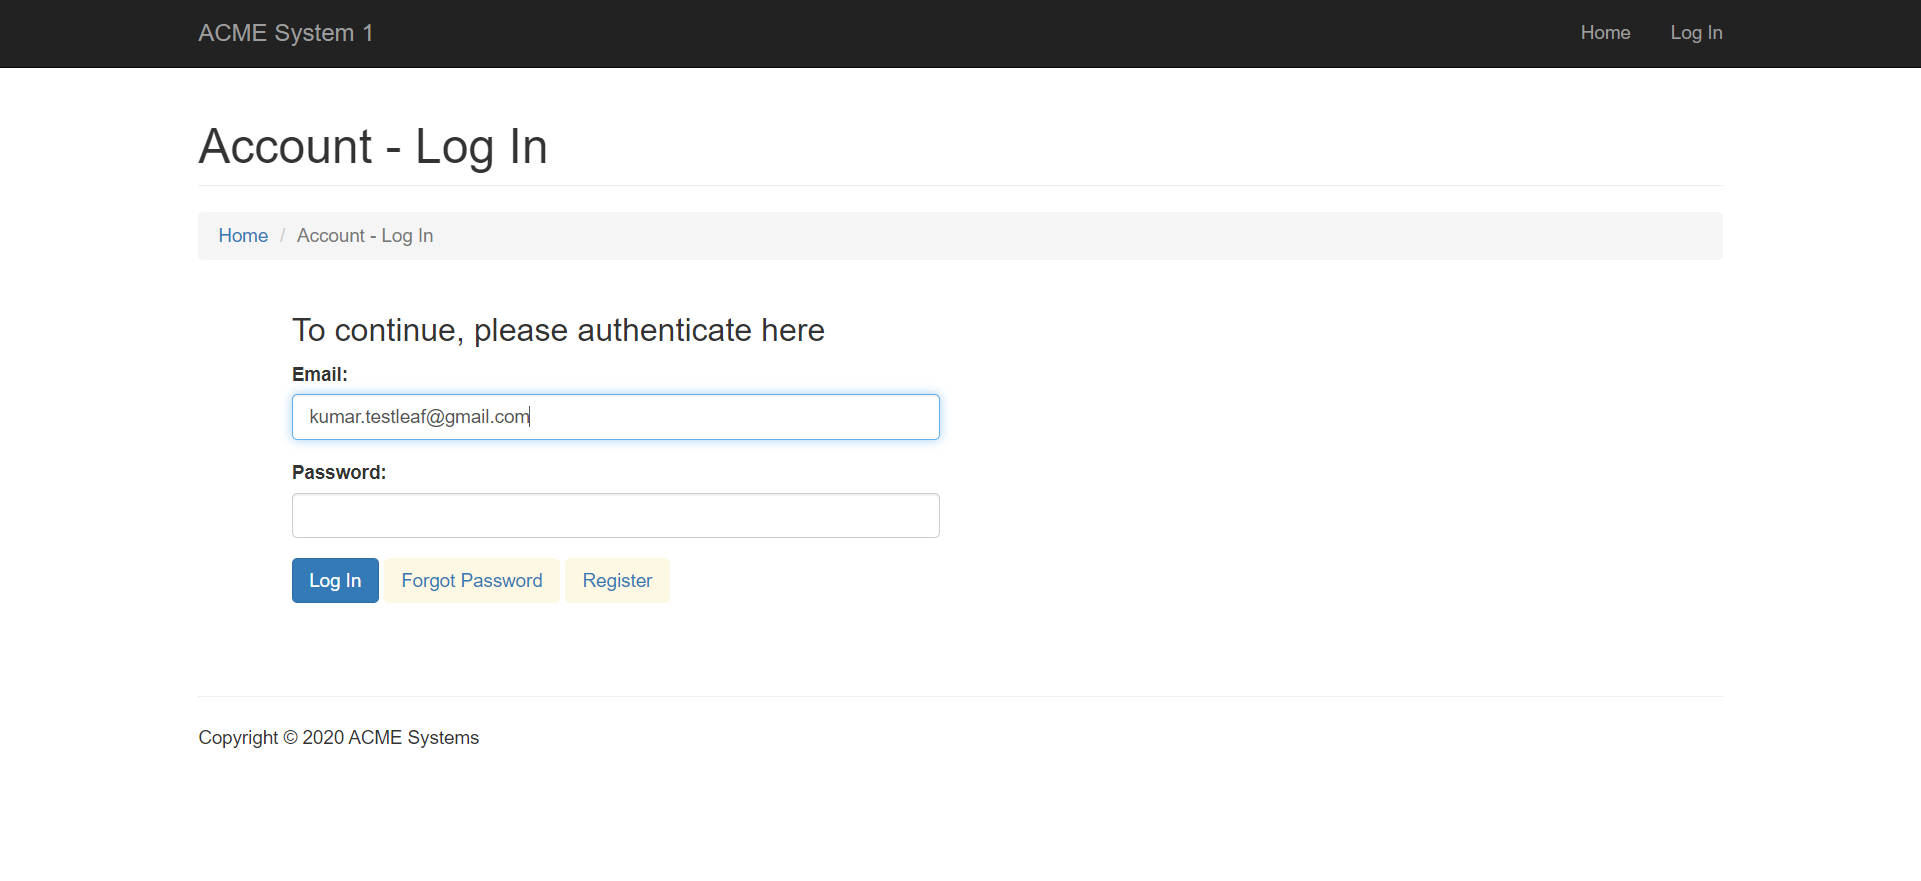 ACME System 1 Home Log In
Account - Log In
Home / Account - Log In
To continue, please authenticate here
Email:
kumar.testleaf@gmail.com
Password:
Log In Forgot Password Register
Copyright © 2020 ACME Systems